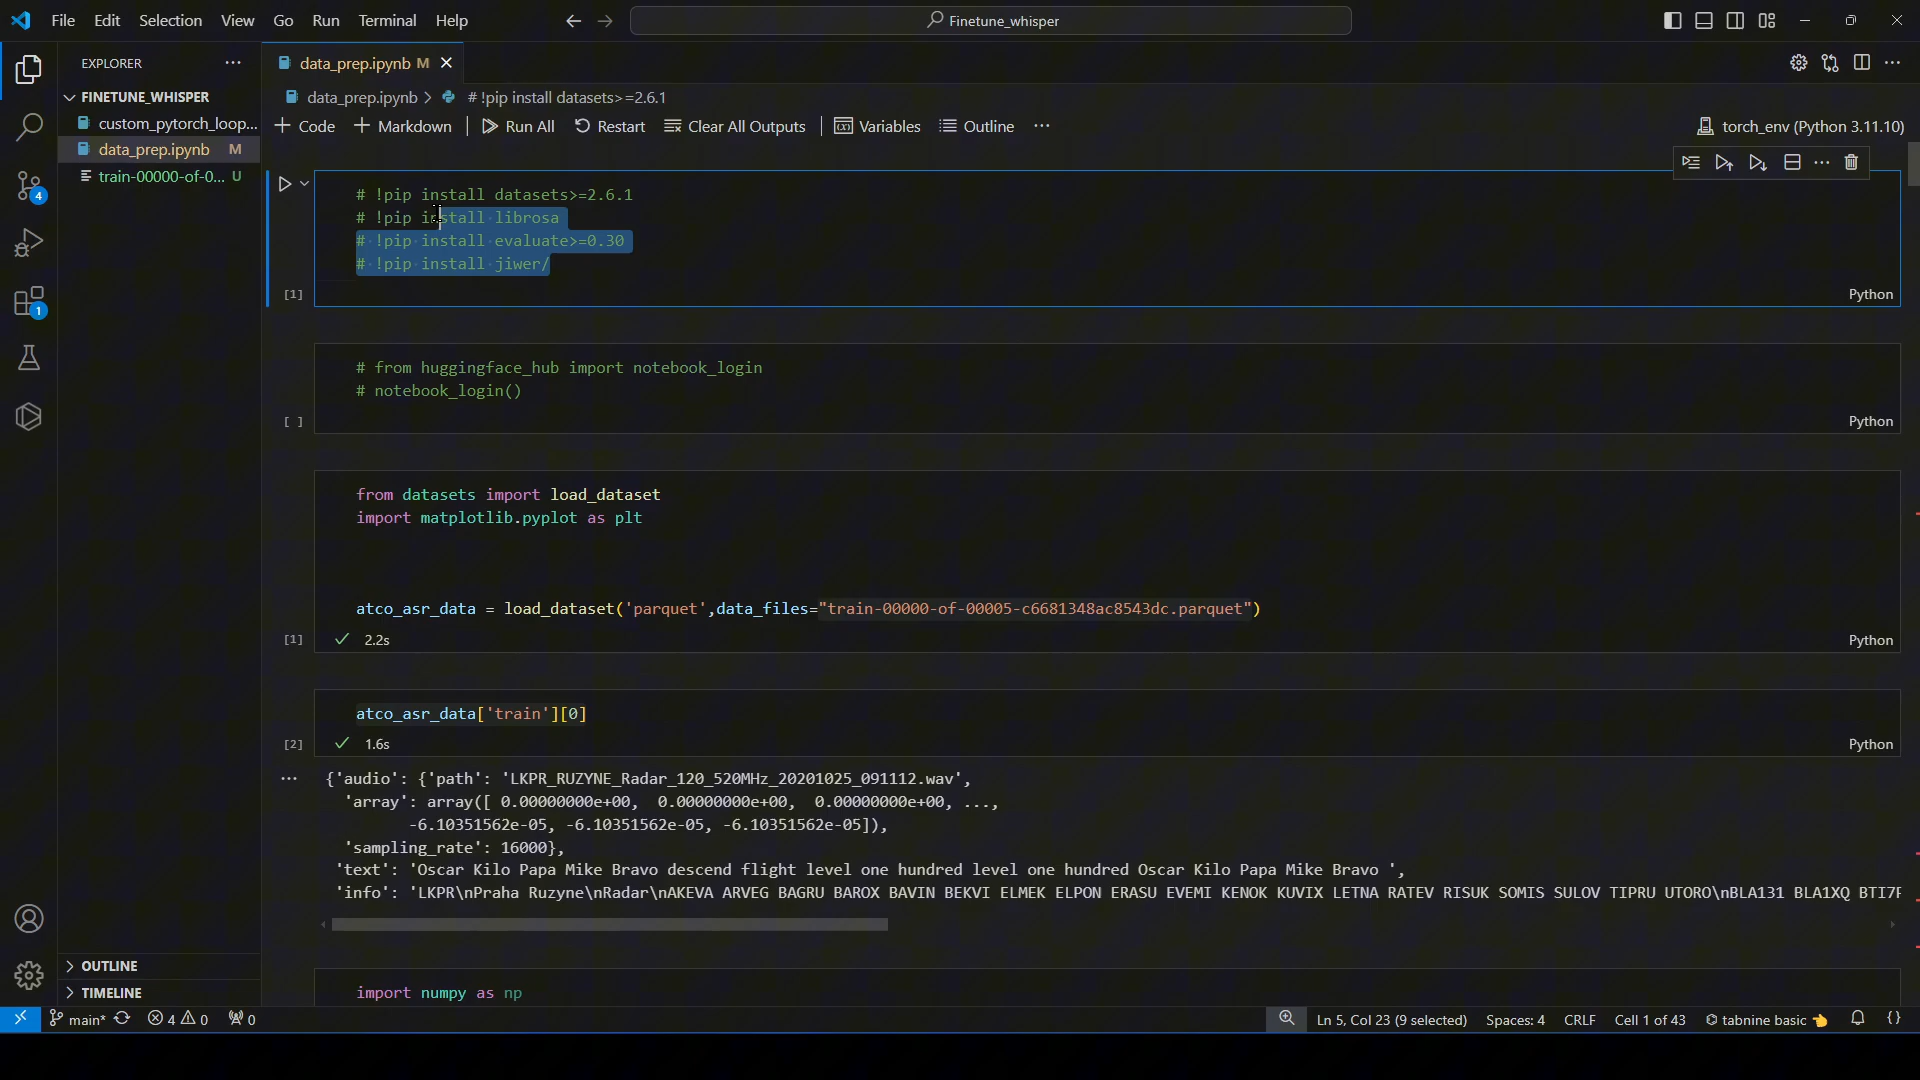 File Edit Selection View Go Run Terminal Help
Finetune_whisper
EXPLORER
data_prep.ipynb M
FINETUNE_WHISPER
custom_pytorch_loop...
data_prep.ipynb M
train-00000-of-0... U
data_prep.ipynb > # !pip install datasets>=2.6.1
+ Code + Markdown Run All Restart Clear All Outputs Variables Outline ...
torch_env (Python 3.11.10)
# !pip install datasets>=2.6.1
# !pip install librosa
# !pip install evaluate>=0.30
# !pip install jiwer/
[1]
Python
# from huggingface_hub import notebook_login
# notebook_login()
[ ]
Python
from datasets import load_dataset
import matplotlib.pyplot as plt
atco_asr_data = load_dataset('parquet',data_files="train-00000-of-00005-c6681348ac8543dc.parquet")
[1] 2.2s
Python
atco_asr_data['train'][0]
[2] 1.6s
Python
{'audio': {'path': 'LKPR_RUZYNE_Radar_120_520MHz_20201025_091112.wav',
'array': array([ 0.00000000e+00, 0.00000000e+00, 0.00000000e+00, ...,
-6.10351562e-05, -6.10351562e-05, -6.10351562e-05]),
'sampling_rate': 16000},
'text': 'Oscar Kilo Papa Mike Bravo descend flight level one hundred level one hundred Oscar Kilo Papa Mike Bravo ',
'info': 'LKPR\nPraha Ruzyne\nRadar\nAKEVA ARVEG BAGRU BAROX BAVIN BEKVI ELMEK ELPON ERASU EVEMI KENOK KUVIX LETNA RATEV RISUK SOMIS SULOV TIPRU UTORO\nBLA131 BLA1XQ BTI7F
import numpy as np
OUTLINE
TIMELINE
4
1
main* 4 0 0
Ln 5, Col 23 (9 selected) Spaces: 4 CRLF Cell 1 of 43 tabnine basic